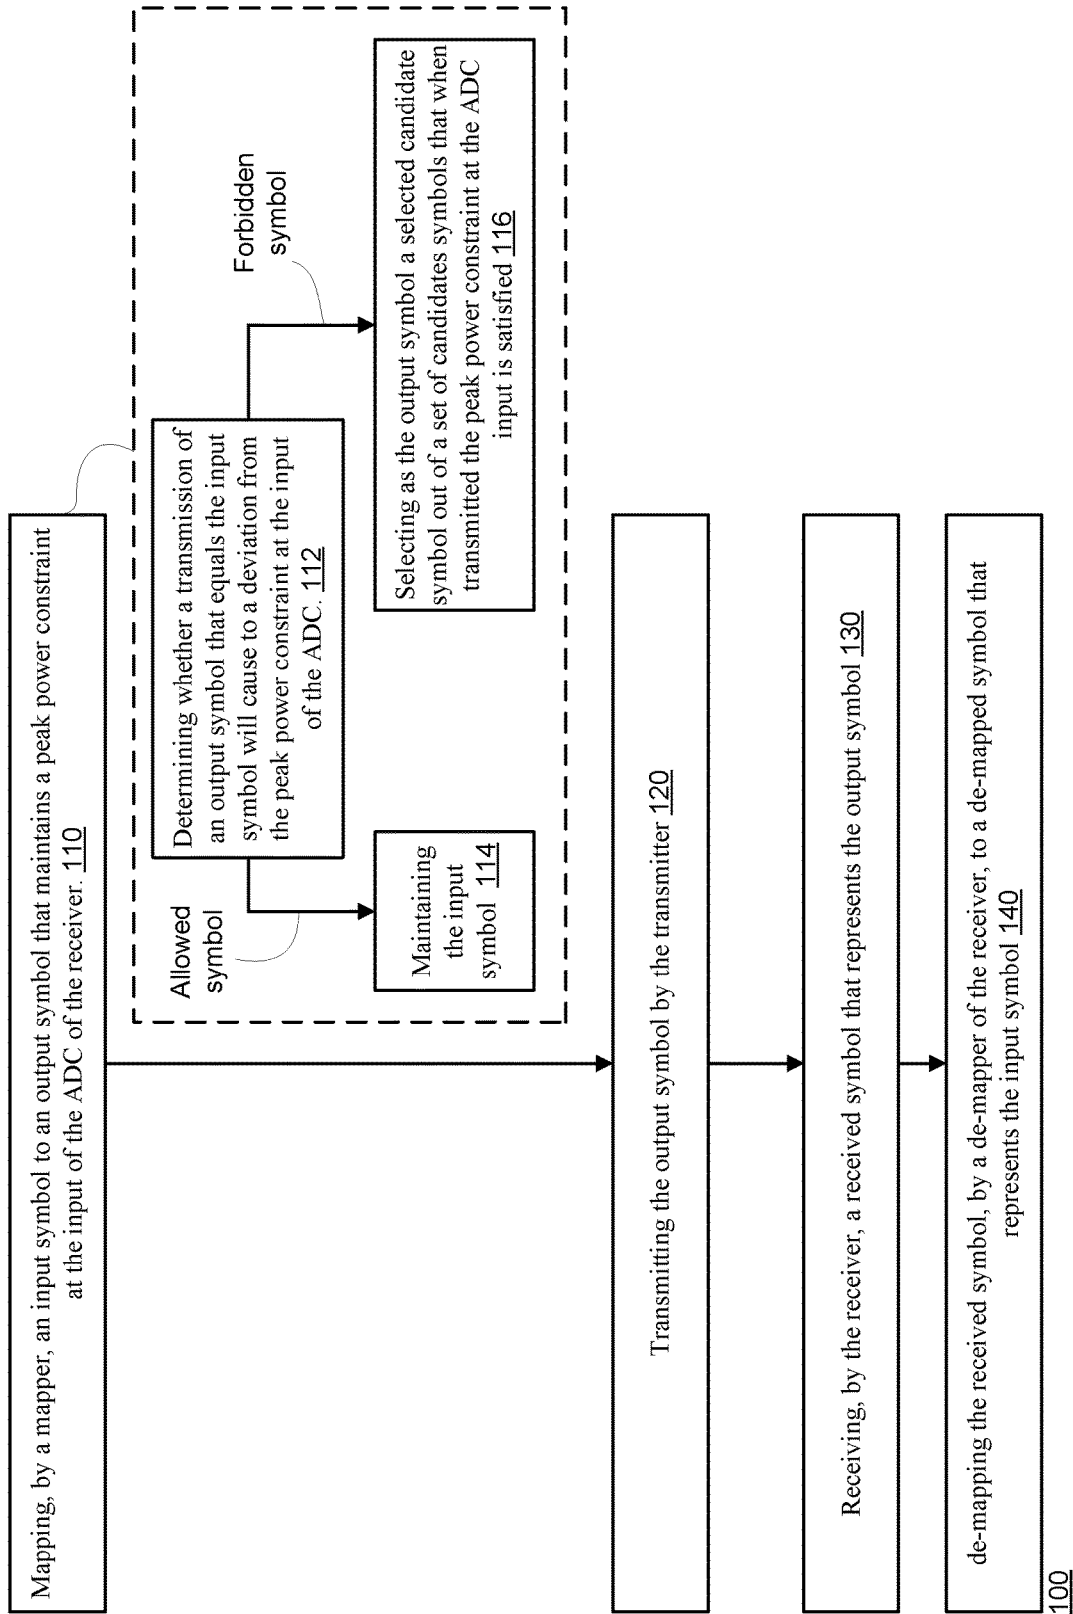 Mapping, by a mapper, an input symbol to an output symbol that maintains a peak power constraint
at the input of the ADC of the receiver. 110
Determining whether a transmission of
an output symbol that equals the input
symbol will cause to a deviation from
the peak power constraint at the input
of the ADC. 112
Allowed
symbol
Forbidden
symbol
Maintaining
the input
symbol 114
Selecting as the output symbol a selected candidate
symbol out of a set of candidates symbols that when
transmitted the peak power constraint at the ADC
input is satisfied 116
Transmitting the output symbol by the transmitter 120
Receiving, by the receiver, a received symbol that represents the output symbol 130
de-mapping the received symbol, by a de-mapper of the receiver, to a de-mapped symbol that
represents the input symbol 140
100